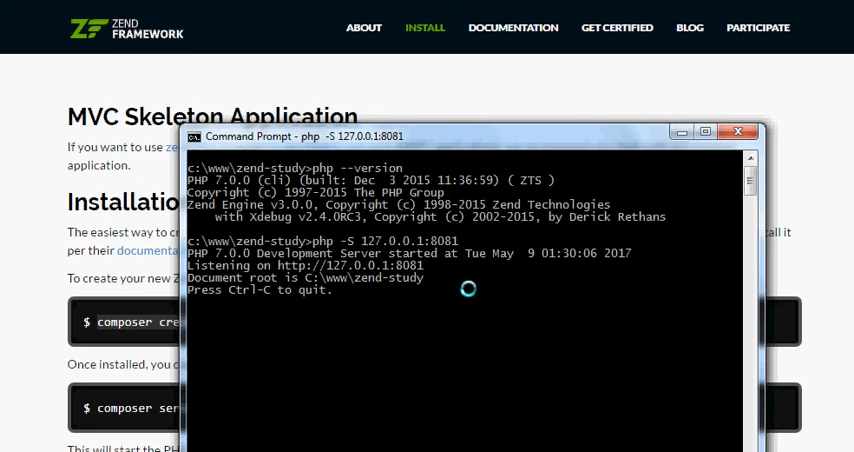 ZEND
FRAMEWORK
ABOUT INSTALL DOCUMENTATION GET CERTIFIED BLOG PARTICIPATE
MVC Skeleton Application
If you want to use
application.
Command Prompt - php -S 127.0.0.1:8081
c:\www\zend-study>php --version
PHP 7.0.0 (cli) (built: Dec 3 2015 11:36:59) ( ZTS )
Copyright (c) 1997-2015 The PHP Group
Zend Engine v3.0.0, Copyright (c) 1998-2015 Zend Technologies
with Xdebug v2.4.0RC3, Copyright (c) 2002-2015, by Derick Rethans
c:\www\zend-study>php -S 127.0.0.1:8081
PHP 7.0.0 Development Server started at Tue May 9 01:30:06 2017
Listening on http://127.0.0.1:8081
Document root is C:\www\zend-study
Press Ctrl-C to quit.
The easiest way to
per their
To create your new
$ composer
Once installed, you
$ composer
This will start the